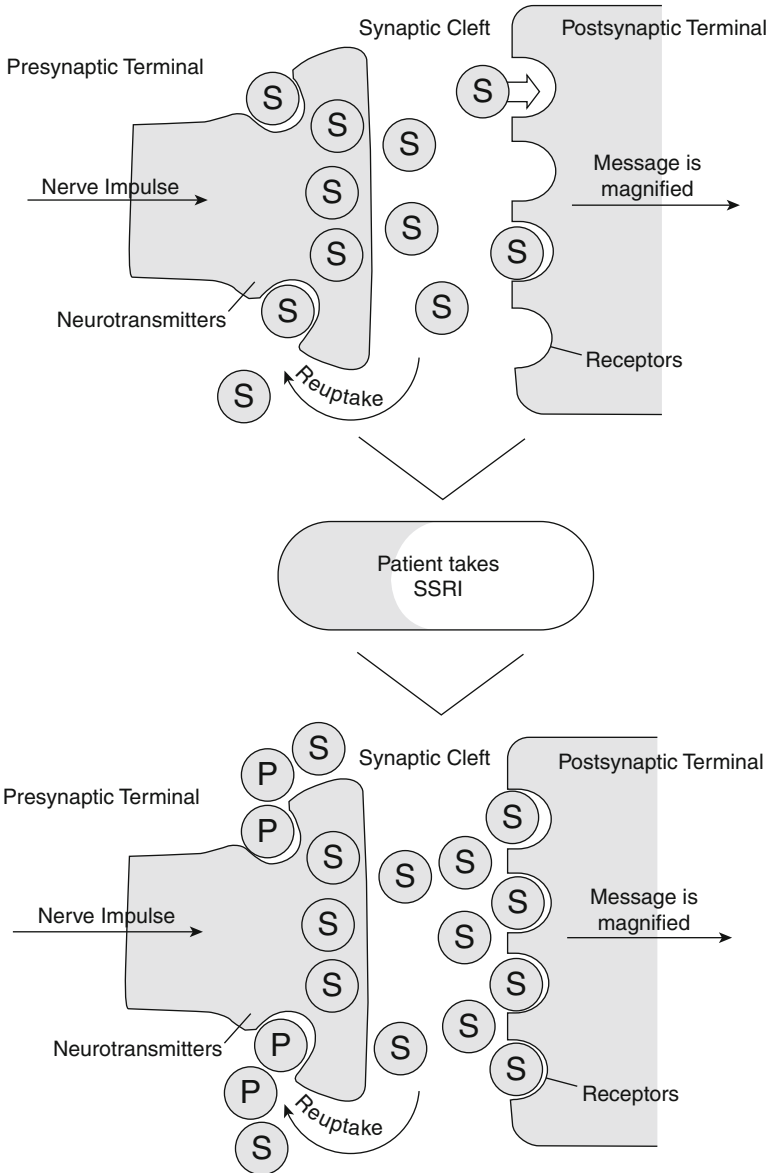 Synaptic Cleft
Postsynaptic Terminal
Presynaptic Terminal
S
S
S
S
Message is
magnified
Nerve Impulse
S
S
S
S
S
S
Neurotransmitters
Receptors
Reuptake
S
Patient takes
SSRI
S
P
Synaptic Cleft
Postsynaptic Terminal
Presynaptic Terminal
P
S
S
S
S
Message is
magnified
Nerve Impulse
S
S
S
S
S
S
Neurotransmitters
P
S
S
Receptors
P
Reuptake
S